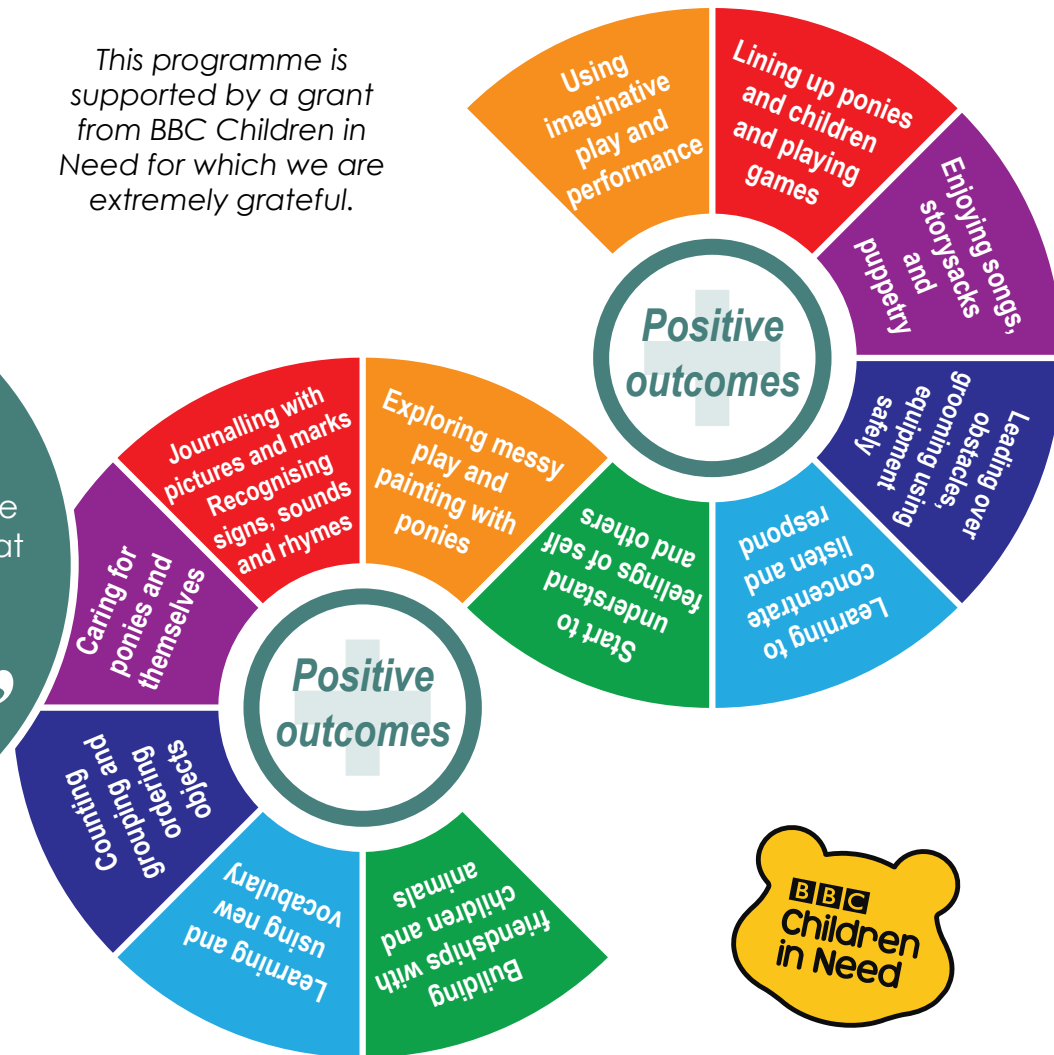 This programme is
supported by a grant
from BBC Children in
Need for which we are
extremely grateful.
Using
imaginative
play and
performance
Lining up ponies
and children
and playing
games
Enjoying songs,
storysacks
and
puppetry
Leading over
obstacles,
grooming using
equipment
safely
Learning to
concentrate
listen and
respond
Start to
understand
feelings of self
and others
Positive
outcomes
Exploring messy
play and
painting with
ponies
Journalling with
pictures and marks
Recognising
signs, sounds
and rhymes
Caring for
ponies and
themselves
Counting
grouping and
ordering
objects
Learning and
using new
vocabulary
Building
friendships with
children and
animals
Positive
outcomes
at
BBC
Children
in Need